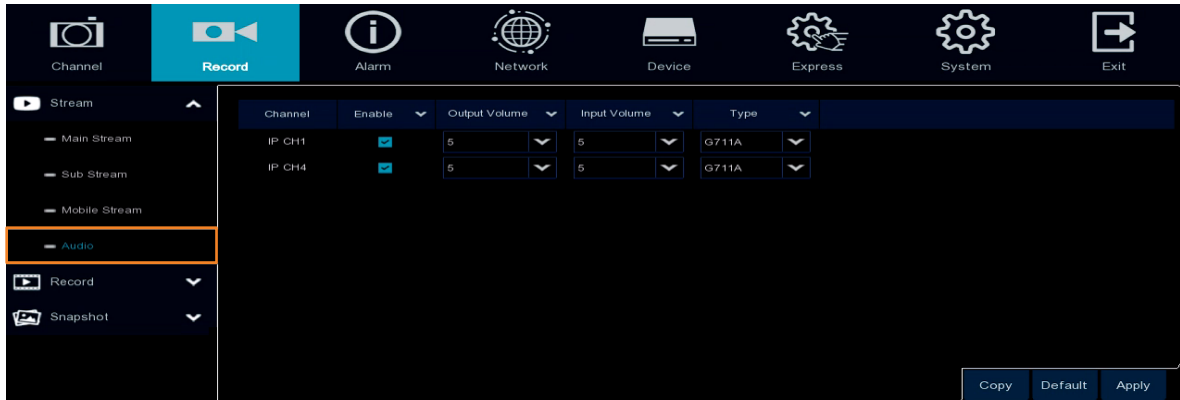 Channel Record Alarm Network Device Express System Exit
Stream
Main Stream
Sub Stream
Mobile Stream
Audio
Record
Snapshot
Channel Enable Output Volume Input Volume Type
IP CH1 5 5 G711A
IP CH4 5 5 G711A
Copy Default Apply